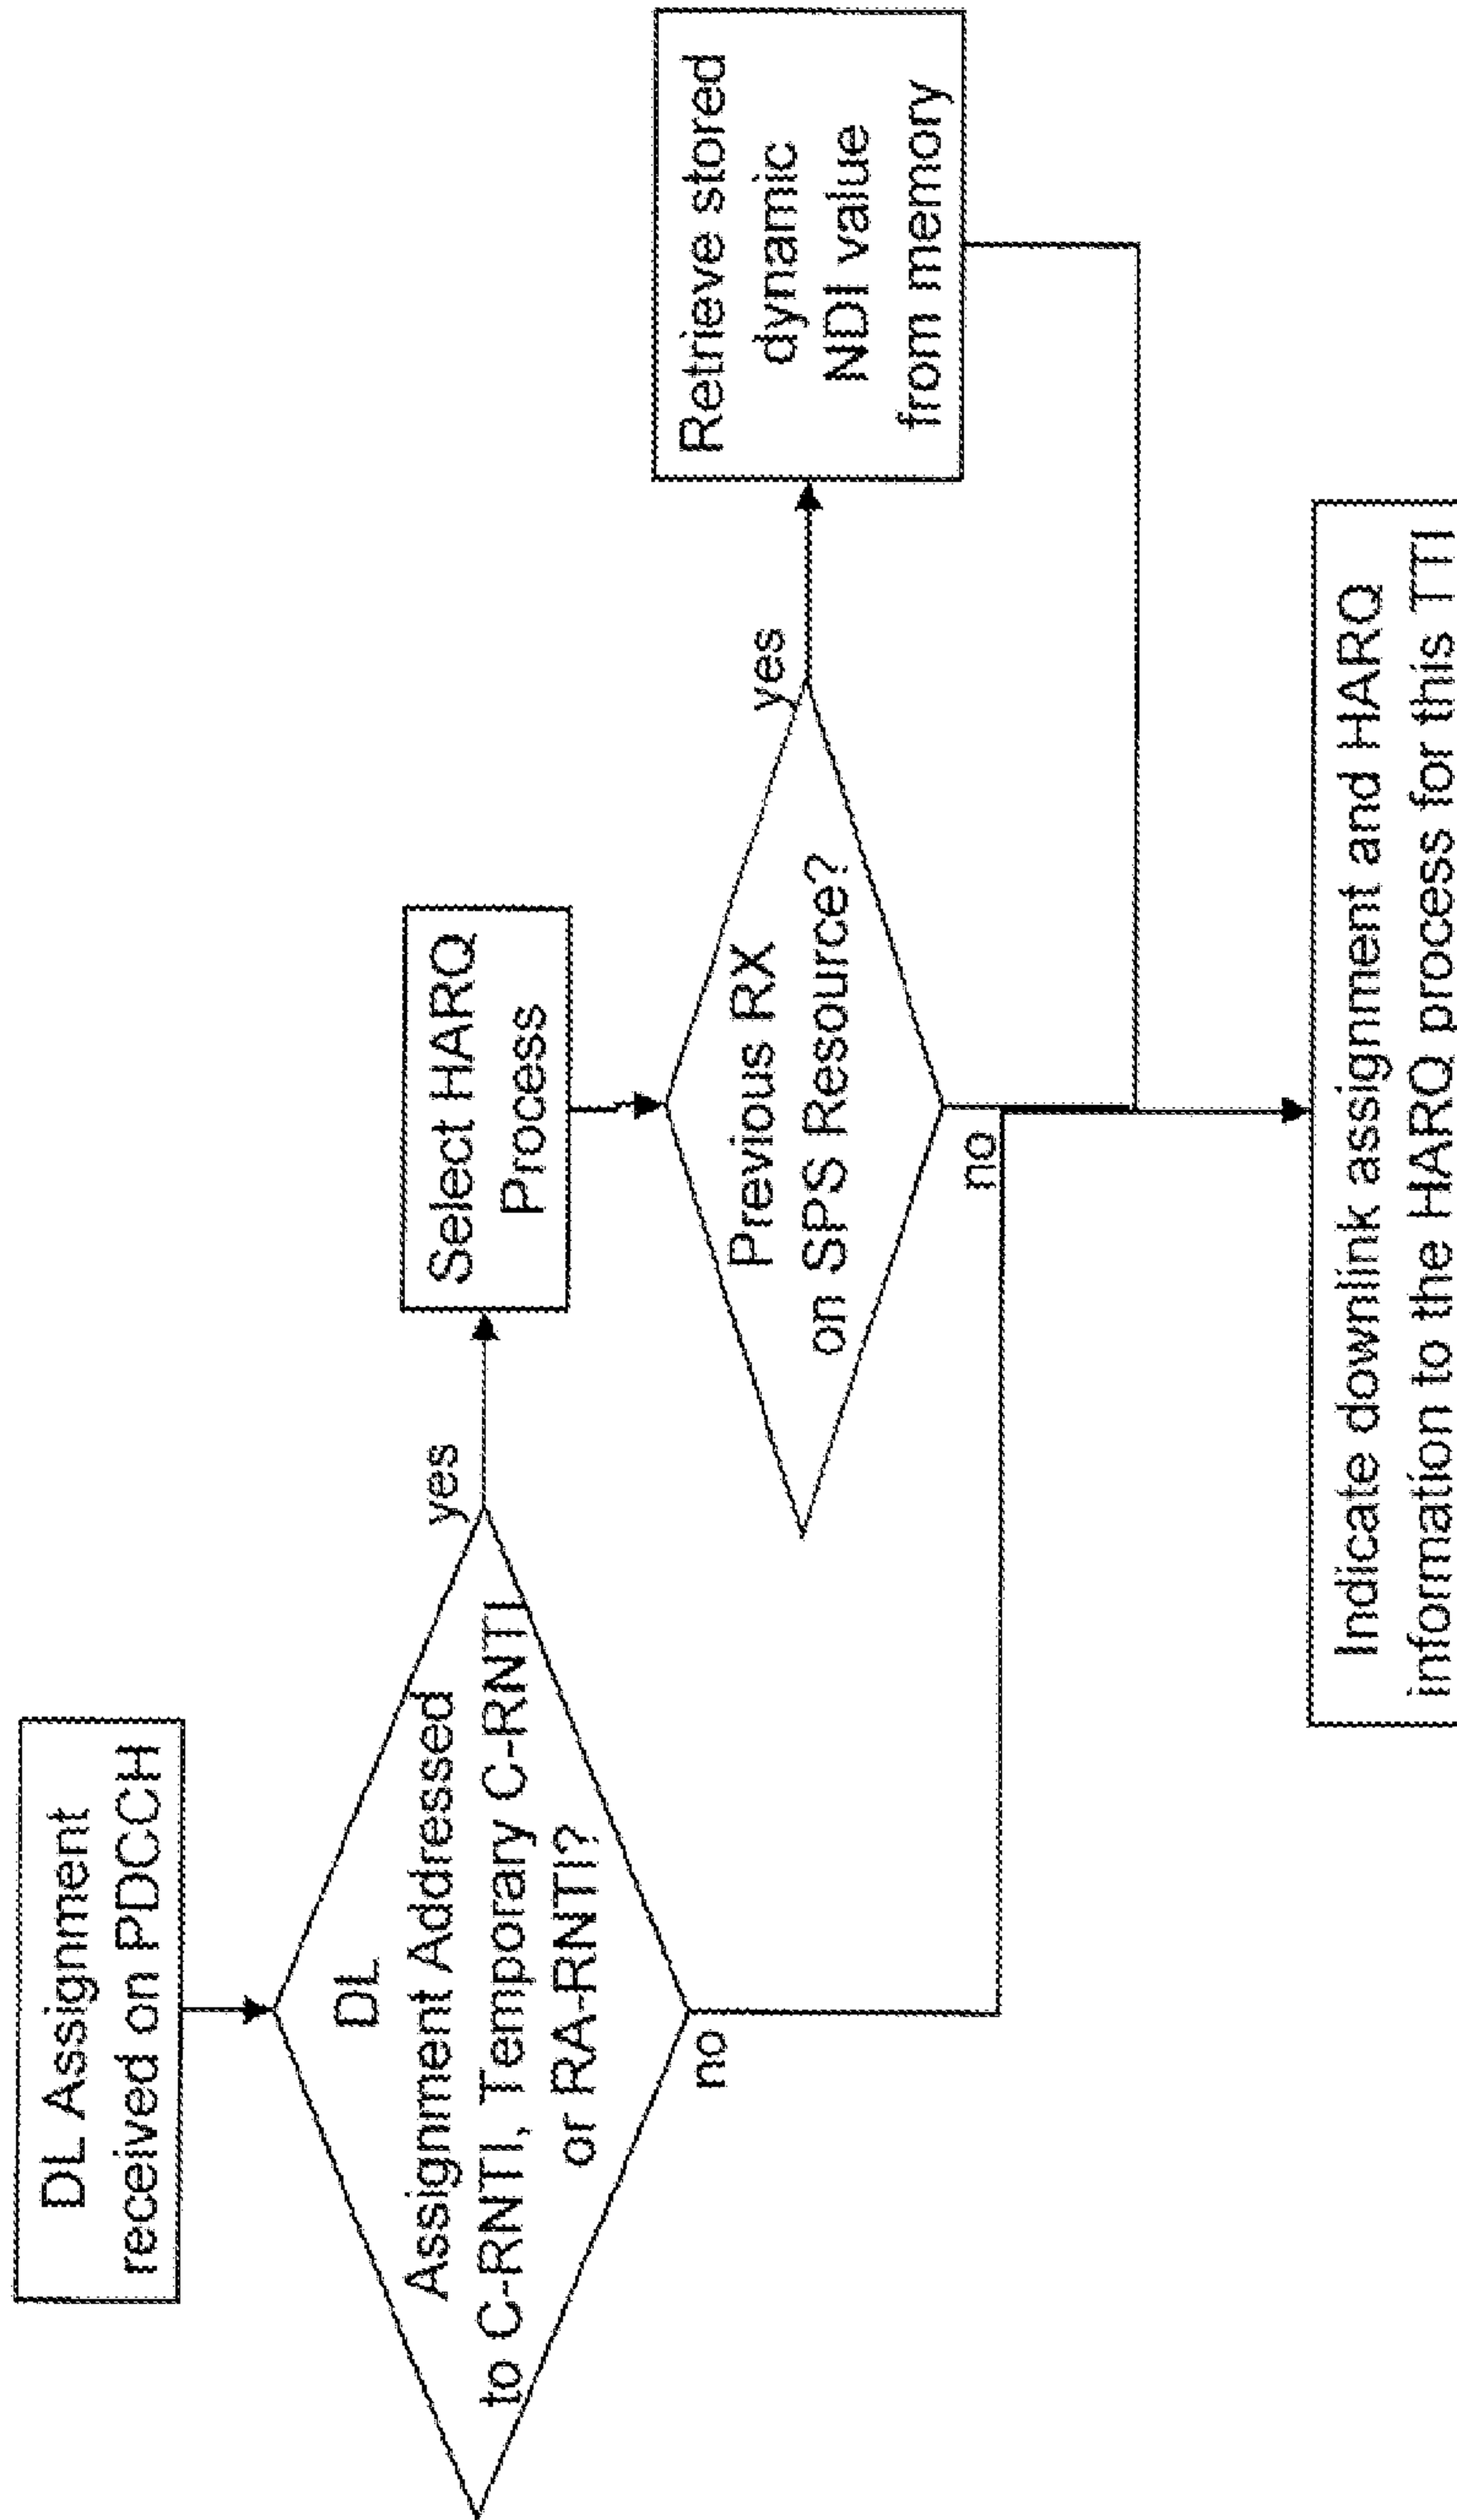 DL Assignment
received on PDCCH
DL
Assignment Addressed
to C-RNTI, Temporary C-RNTI
or RA-RNTI?
yes
no
Select HARQ
Process
Previous RX
on SPS Resource?
yes
no
Retrieve stored
dynamic
NDI value
from memory
Indicate downlink assignment and HARQ
information to the HARQ process for this TTI